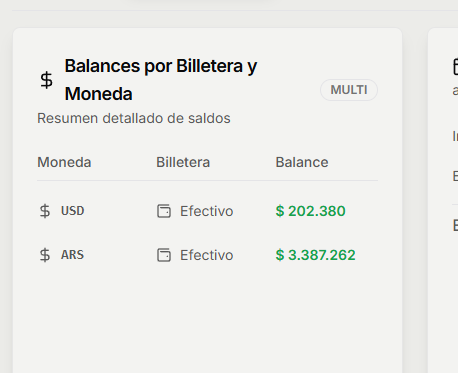 $ Balances por Billetera y
Moneda
MULTI
Resumen detallado de saldos
Moneda Billetera Balance
$ USD Efectivo $ 202.380
$ ARS Efectivo $ 3.387.262